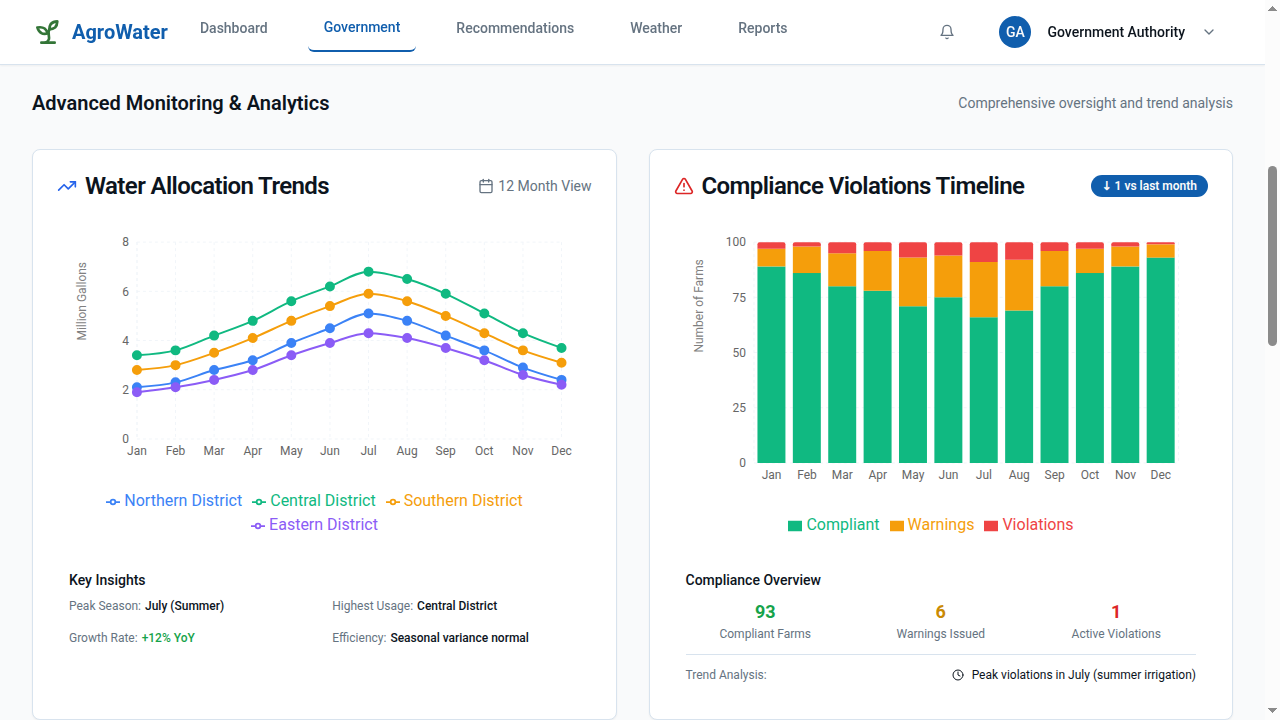 AgroWater
Dashboard
Government
Recommendations
Weather
Reports
GA
Government Authority
Advanced Monitoring & Analytics
Comprehensive oversight and trend analysis
Water Allocation Trends
12 Month View
8
6
4
2
0
Million Gallons
Jan Feb Mar Apr May Jun Jul Aug Sep Oct Nov Dec
Northern District Central District Southern District
Eastern District
Key Insights
Peak Season: July (Summer)
Highest Usage: Central District
Growth Rate: +12% YoY
Efficiency: Seasonal variance normal
Compliance Violations Timeline
↓ 1 vs last month
100
75
50
25
0
Number of Farms
Jan Feb Mar Apr May Jun Jul Aug Sep Oct Nov Dec
Compliant Warnings Violations
Compliance Overview
93
Compliant Farms
6
Warnings Issued
1
Active Violations
Trend Analysis:
Peak violations in July (summer irrigation)